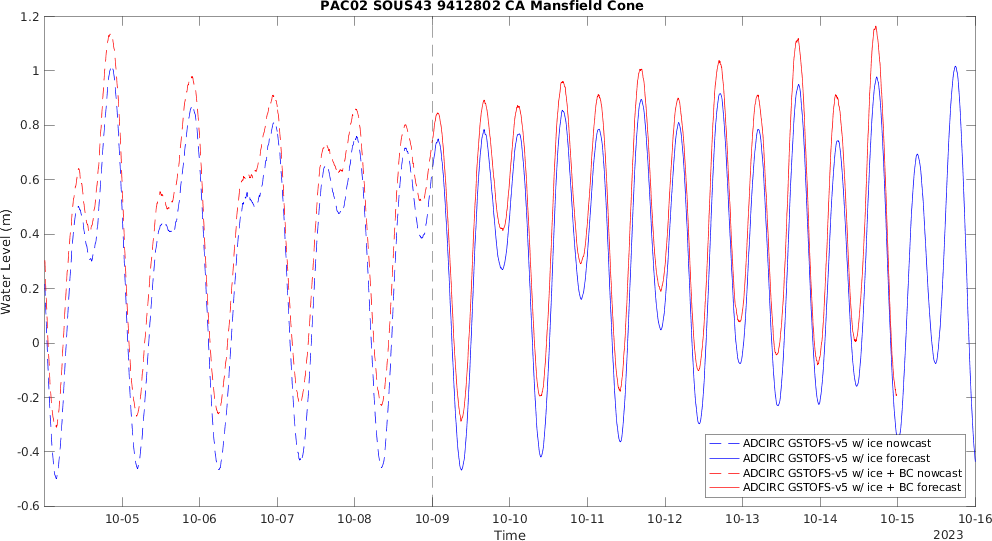 PAC02 SOUS43 9412802 CA Mansfield Cone
1.2
1
0.8
0.6
0.4
0.2
0
-0.2
-0.4
-0.6
Water Level (m)
10-05 10-06 10-07 10-08 10-09 10-10 10-11 10-12 10-13 10-14 10-15 10-16
Time
2023
ADCIRC GSTOFS-v5 w/ ice nowcast
ADCIRC GSTOFS-v5 w/ ice forecast
ADCIRC GSTOFS-v5 w/ ice + BC nowcast
ADCIRC GSTOFS-v5 w/ ice + BC forecast